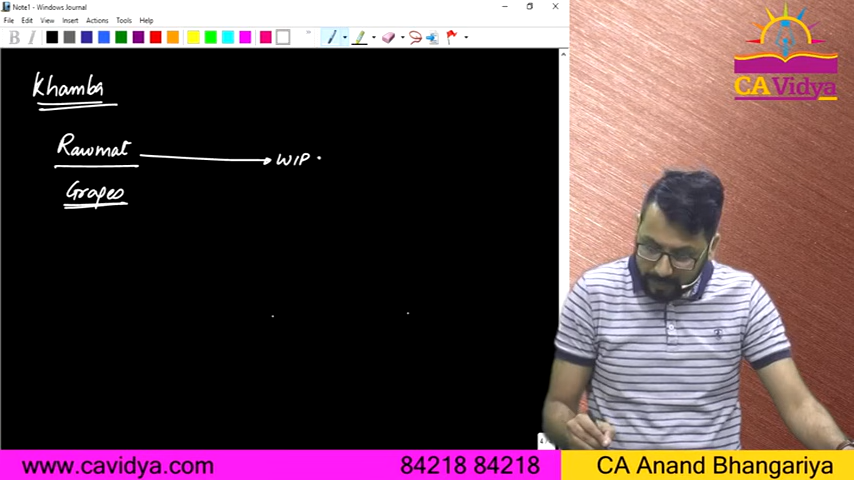 Note1 - Windows Journal
File Edit View Insert Actions Tools Help
B I
Khamba
Rawmat → WIP
Grapes
CA Vidya
www.cavidya.com 84218 84218 CA Anand Bhangariya